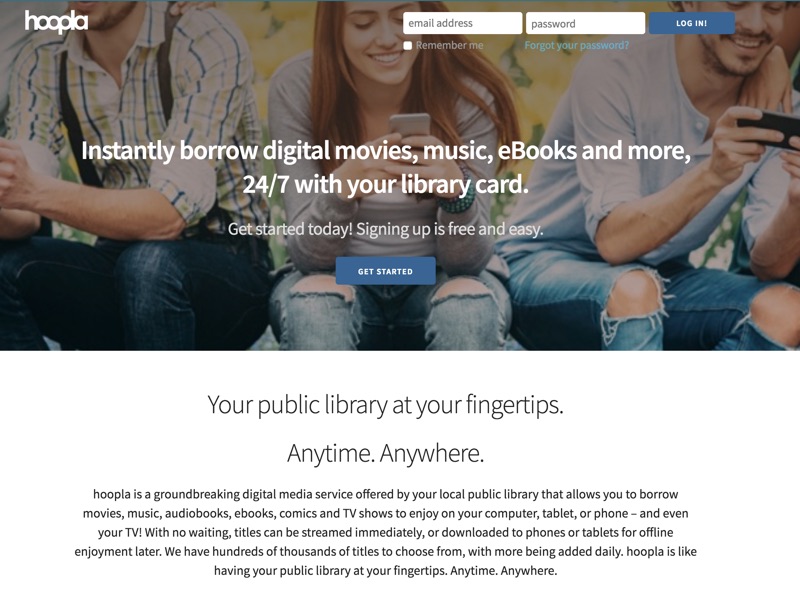 hoopla
email address
password
LOG IN!
Remember me
Forgot your password?
Instantly borrow digital movies, music, eBooks and more,
24/7 with your library card.
Get started today! Signing up is free and easy.
GET STARTED
Your public library at your fingertips.
Anytime. Anywhere.
hoopla is a groundbreaking digital media service offered by your local public library that allows you to borrow
movies, music, audiobooks, ebooks, comics and TV shows to enjoy on your computer, tablet, or phone – and even
your TV! With no waiting, titles can be streamed immediately, or downloaded to phones or tablets for offline
enjoyment later. We have hundreds of thousands of titles to choose from, with more being added daily. hoopla is like
having your public library at your fingertips. Anytime. Anywhere.